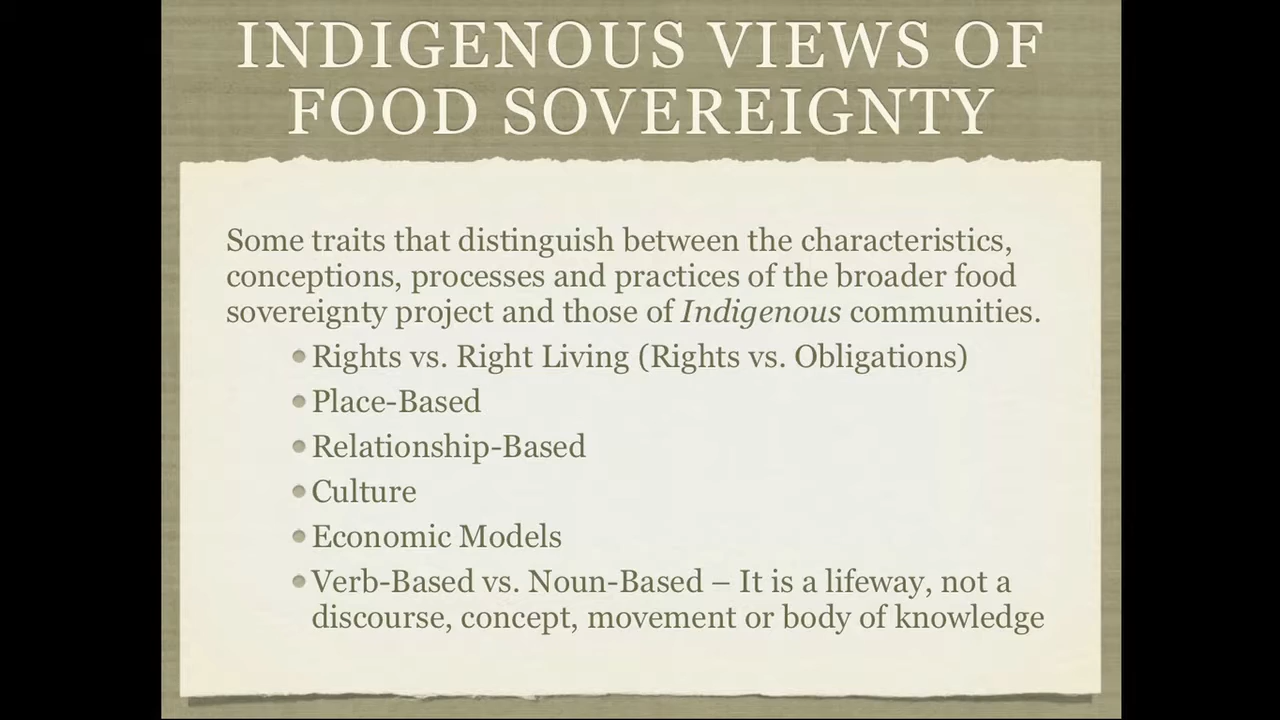 INDIGENOUS VIEWS OF
FOOD SOVEREIGNTY
Some traits that distinguish between the characteristics,
conceptions, processes and practices of the broader food
sovereignty project and those of Indigenous communities.
• Rights vs. Right Living (Rights vs. Obligations)
• Place-Based
• Relationship-Based
• Culture
• Economic Models
• Verb-Based vs. Noun-Based – It is a lifeway, not a
discourse, concept, movement or body of knowledge